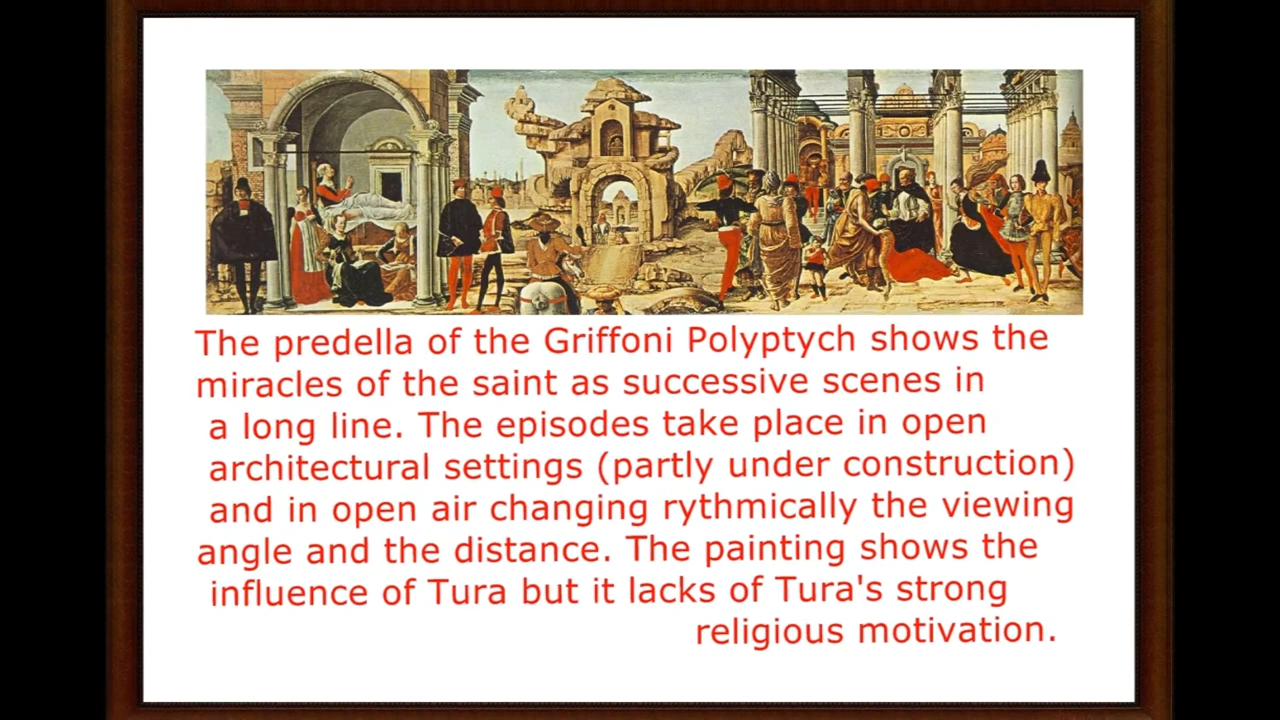 The predella of the Griffoni Polyptych shows the
miracles of the saint as successive scenes in
a long line. The episodes take place in open
architectural settings (partly under construction)
and in open air changing rythmically the viewing
angle and the distance. The painting shows the
influence of Tura but it lacks of Tura's strong
religious motivation.